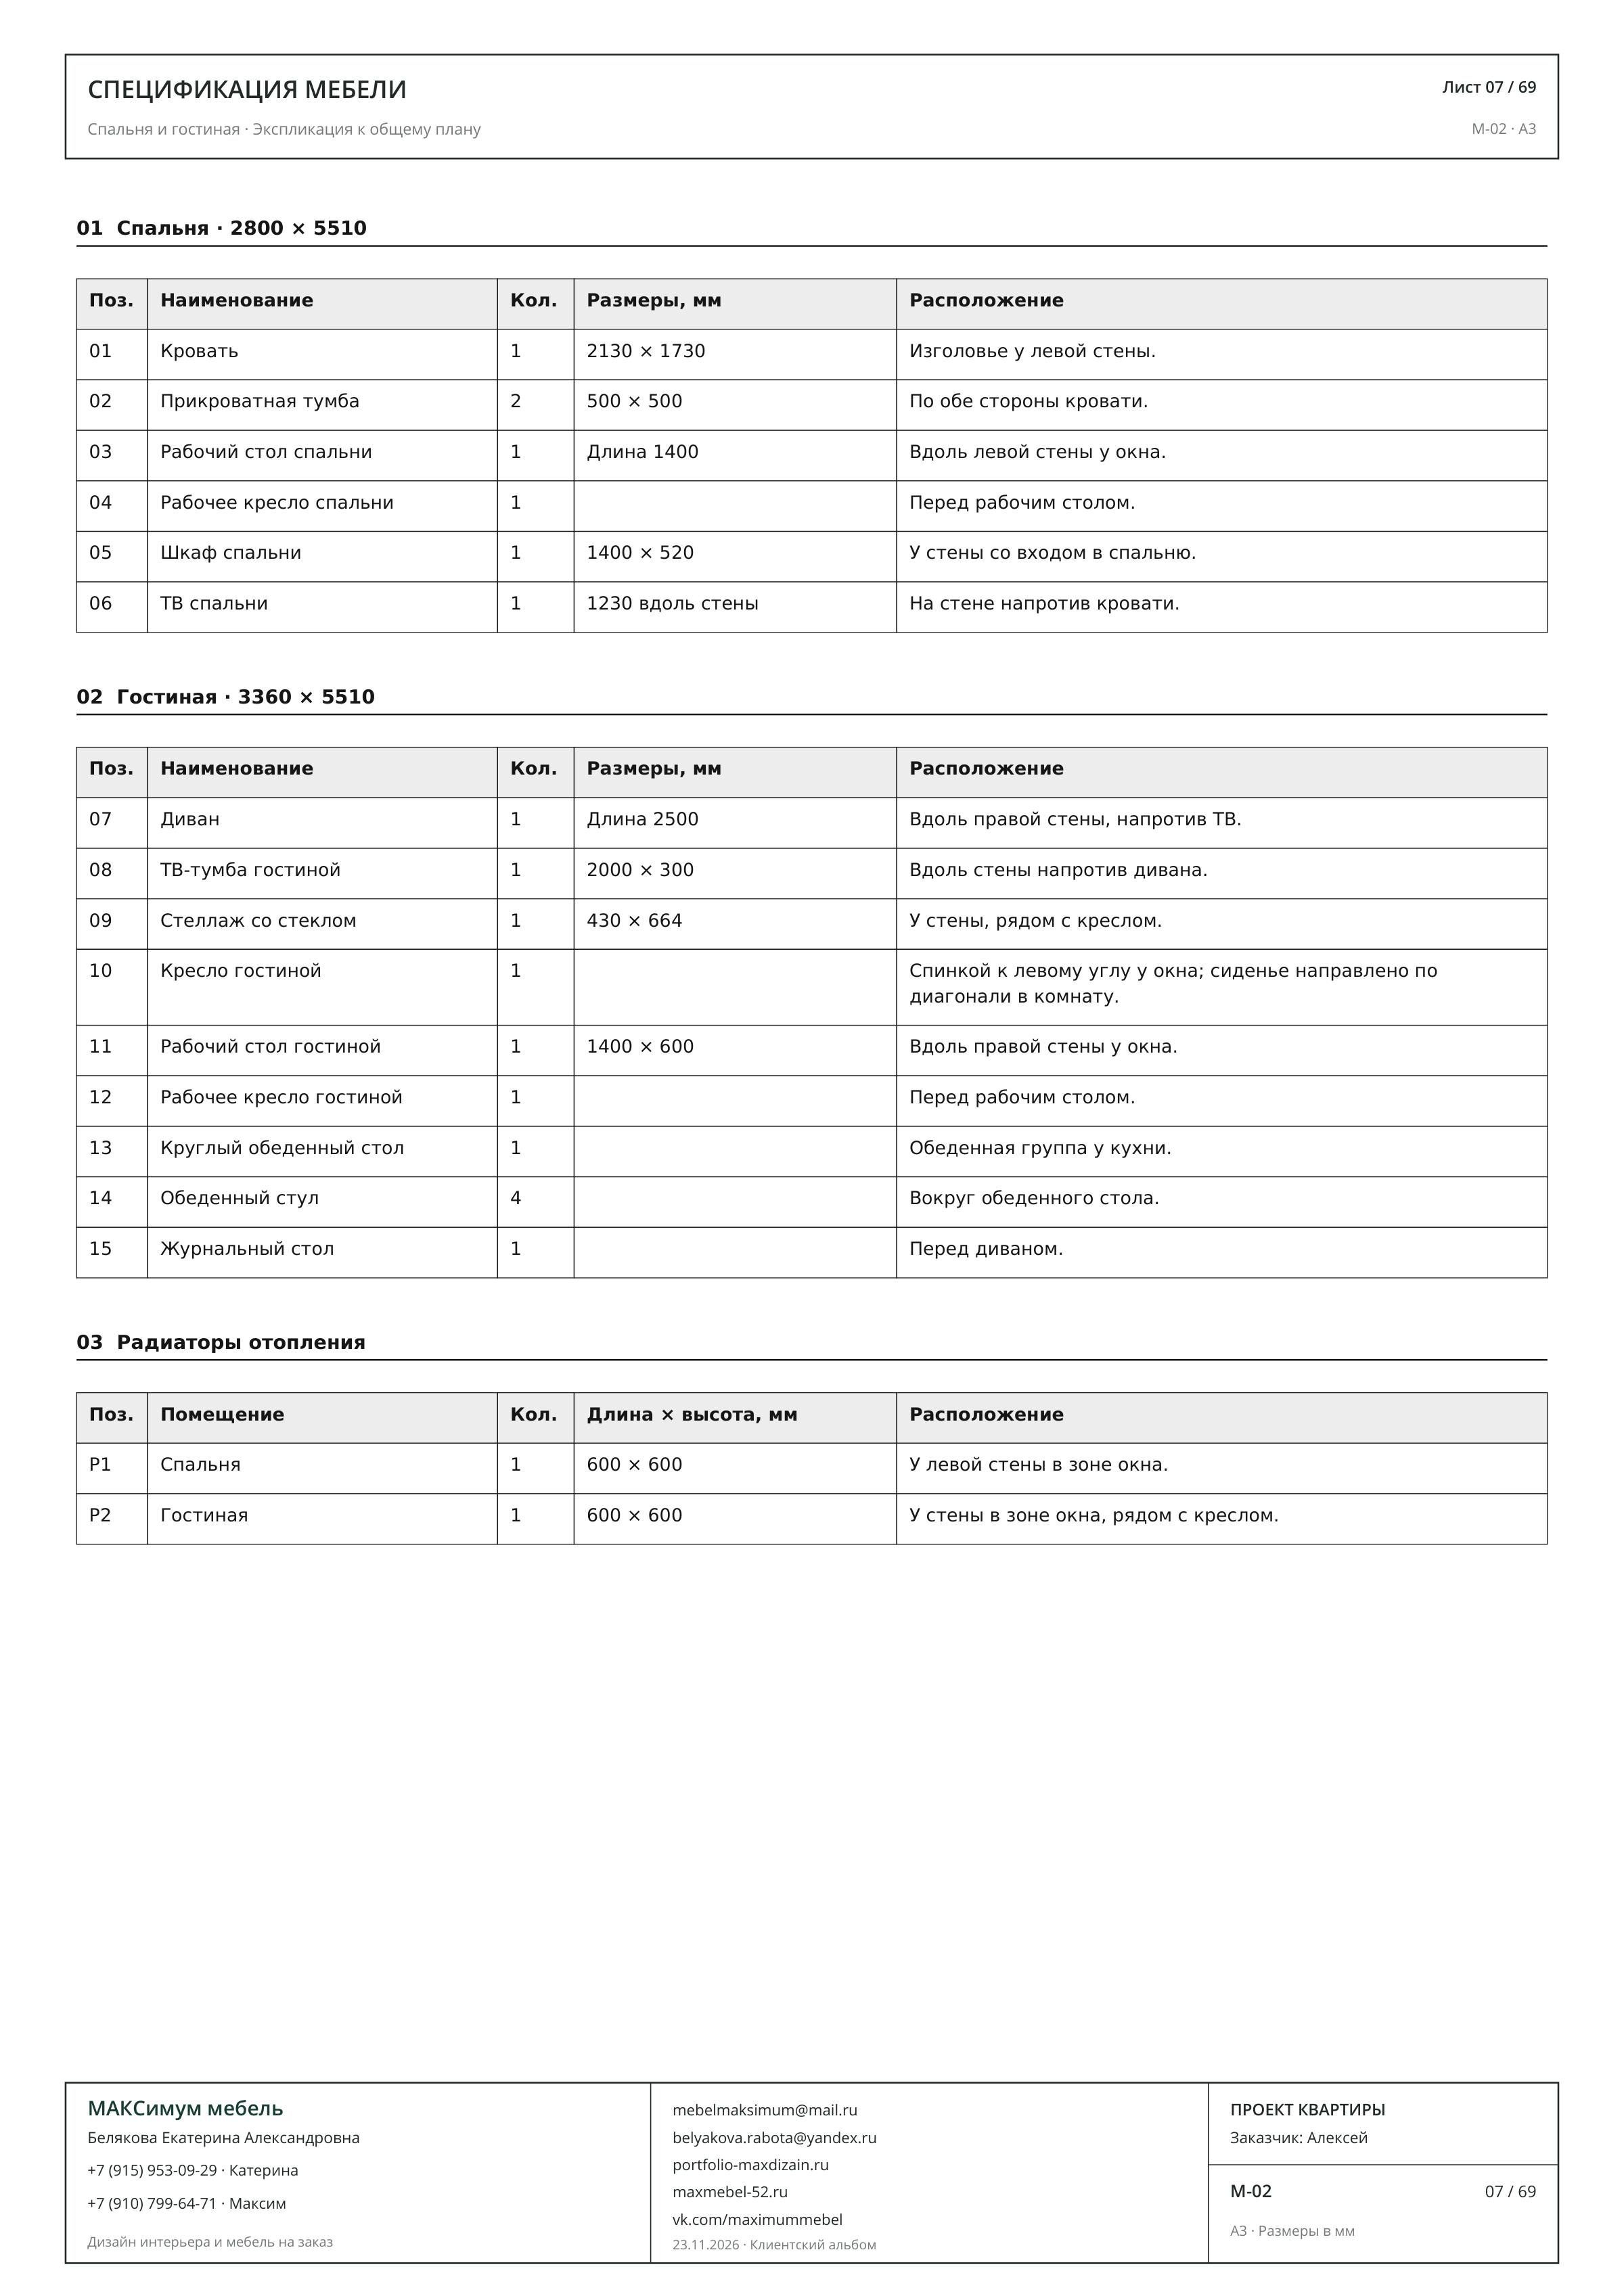 СПЕЦИФИКАЦИЯ МЕБЕЛИ
Лист 07 / 69
Спальня и гостиная · Экспликация к общему плану
М-02 · А3
01 Спальня · 2800 × 5510
Поз. Наименование Кол. Размеры, мм Расположение
01 Кровать 1 2130 × 1730 Изголовье у левой стены.
02 Прикроватная тумба 2 500 × 500 По обе стороны кровати.
03 Рабочий стол спальни 1 Длина 1400 Вдоль левой стены у окна.
04 Рабочее кресло спальни 1 Перед рабочим столом.
05 Шкаф спальни 1 1400 × 520 У стены со входом в спальню.
06 ТВ спальни 1 1230 вдоль стены На стене напротив кровати.
02 Гостиная · 3360 × 5510
Поз. Наименование Кол. Размеры, мм Расположение
07 Диван 1 Длина 2500 Вдоль правой стены, напротив ТВ.
08 ТВ-тумба гостиной 1 2000 × 300 Вдоль стены напротив дивана.
09 Стеллаж со стеклом 1 430 × 664 У стены, рядом с креслом.
10 Кресло гостиной 1 Спинкой к левому углу у окна; сиденье направлено по
диагонали в комнату.
11 Рабочий стол гостиной 1 1400 × 600 Вдоль правой стены у окна.
12 Рабочее кресло гостиной 1 Перед рабочим столом.
13 Круглый обеденный стол 1 Обеденная группа у кухни.
14 Обеденный стул 4 Вокруг обеденного стола.
15 Журнальный стол 1 Перед диваном.
03 Радиаторы отопления
Поз. Помещение Кол. Длина × высота, мм Расположение
Р1 Спальня 1 600 × 600 У левой стены в зоне окна.
Р2 Гостиная 1 600 × 600 У стены в зоне окна, рядом с креслом.
МАКСимум мебель
Белякова Екатерина Александровна
+7 (915) 953-09-29 · Катерина
+7 (910) 799-64-71 · Максим
Дизайн интерьера и мебель на заказ
mebelmaksimum@mail.ru
belyakova.rabota@yandex.ru
portfolio-maxdizain.ru
maxmebel-52.ru
vk.com/maximummebel
23.11.2026 · Клиентский альбом
ПРОЕКТ КВАРТИРЫ
Заказчик: Алексей
М-02 07 / 69
А3 · Размеры в мм